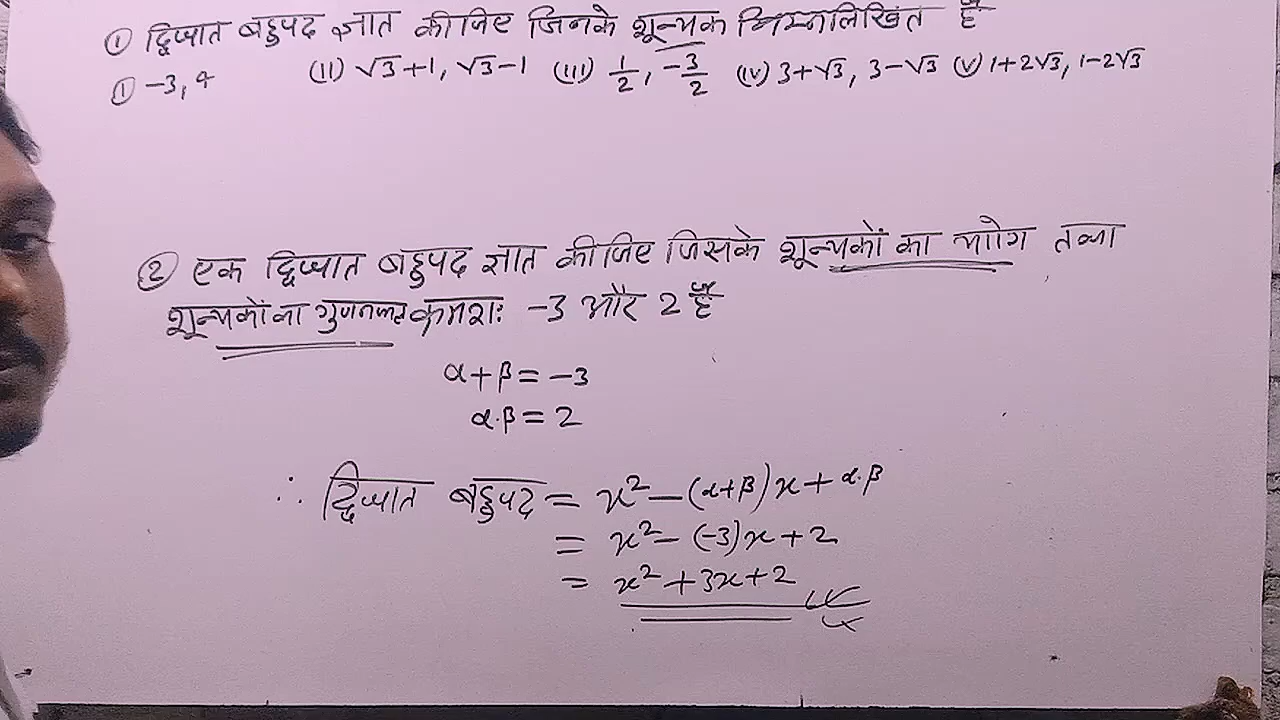 ① द्विघात बहुपद ज्ञात कीजिए जिनके शून्यक निम्नलिखित हैं
① -3, 4 (II) √3+1, √3-1 (III) 1/2, -3/2 (IV) 3+√3, 3-√3 (V) 1+2√3, 1-2√3
② एक द्विघात बहुपद ज्ञात कीजिए जिसके शून्यकों का योग तथा
शून्यकों का गुणनफल क्रमशः -3 और 2 हैं
α+β = -3
α.β = 2
∴ द्विघात बहुपद = x² - (α+β)x + α.β
= x² - (-3)x + 2
= x² + 3x + 2